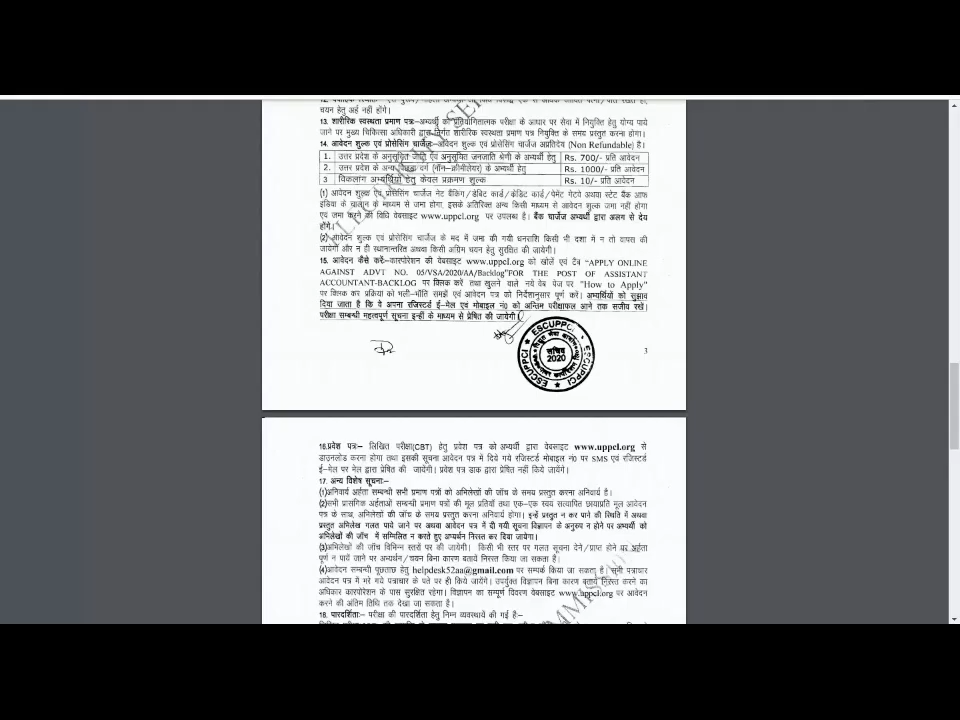 चयन हेतु अर्ह नहीं होंगे।
13. शारीरिक स्वस्थता प्रमाण पत्रः–अभ्यर्थी को प्रतियोगितात्मक परीक्षा के आधार पर सेवा में नियुक्ति हेतु योग्य पाये
जाने पर मुख्य चिकित्सा अधिकारी द्वारा निर्गत शारीरिक स्वस्थता प्रमाण पत्र नियुक्ति के समय प्रस्तुत करना होगा।
14. आवेदन शुल्क एवं प्रोसेसिंग चार्जेजः–आवेदन शुल्क एवं प्रोसेसिंग चार्जेज अप्रतिदेय (Non Refundable) है।
1. उत्तर प्रदेश के अनुसूचित जाति एवं अनुसूचित जनजाति श्रेणी के अभ्यर्थी हेतु Rs. 700/- प्रति आवेदन
2. उत्तर प्रदेश के अन्य पिछड़ा वर्ग (नॉन–क्रीमीलेयर) के अभ्यर्थी हेतु Rs. 1000/- प्रति आवेदन
3 विकलांग अभ्यर्थियों हेतु केवल प्रक्रमण शुल्क Rs. 10/- प्रति आवेदन
(1) आवेदन शुल्क एवं प्रोसेसिंग चार्जेज नेट बैंकिंग/डेबिट कार्ड/क्रेडिट कार्ड/पेमेंट गेटवे अथवा स्टेट बैंक आफ
इंडिया के चालान के माध्यम से जमा होगा, इसके अतिरिक्त अन्य किसी माध्यम से आवेदन शुल्क जमा नहीं होगा
एवं जमा करने की विधि वेबसाइट www.uppcl.org पर उपलब्ध है। बैंक चार्जेज अभ्यर्थी द्वारा अलग से देय
होंगे।
(2) आवेदन शुल्क एवं प्रोसेसिंग चार्जेज के मद में जमा की गयी धनराशि किसी भी दशा में न तो वापस की
जायेगी और न ही स्थानान्तरित अथवा किसी अग्रिम चयन हेतु सुरक्षित की जायेगी।
15. आवेदन कैसे करेंः–कारपोरेशन की वेबसाइट www.uppcl.org को खोलें एवं टैब "APPLY ONLINE
AGAINST ADVT NO. 05/VSA/2020/AA/Backlog"FOR THE POST OF ASSISTANT
ACCOUNTANT-BACKLOG पर क्लिक करें तथा खुलने वाले नये वेब पेज पर "How to Apply"
पर क्लिक कर प्रक्रिया को भली–भाँति समझें एवं आवेदन पत्र को निर्देशानुसार पूर्ण करें। अभ्यर्थियों को सुझाव
दिया जाता है कि वे अपना रजिस्टर्ड ई–मेल एवं मोबाइल नं0 को अन्तिम परीक्षाफल आने तक सजीव रखें।
परीक्षा सम्बन्धी महत्वपूर्ण सूचना इन्हीं के माध्यम से प्रेषित की जायेगी।
ESCUPPCl
सचिव
2020
3
16.प्रवेश पत्रः– लिखित परीक्षा(CBT) हेतु प्रवेश पत्र को अभ्यर्थी द्वारा वेबसाइट www.uppcl.org से
डाउनलोड करना होगा तथा इसकी सूचना आवेदन पत्र में दिये गये रजिस्टर्ड मोबाइल नं0 पर SMS एवं रजिस्टर्ड
ई–मेल पर मेल द्वारा प्रेषित की जायेगी। प्रवेश पत्र डाक द्वारा प्रेषित नहीं किये जायेंगे।
17. अन्य विशेष सूचनाः–
(1)अनिवार्य अर्हता सम्बन्धी सभी प्रमाण पत्रों को अभिलेखों की जाँच के समय प्रस्तुत करना अनिवार्य है।
(2)सभी प्रासंगिक अर्हताओं सम्बन्धी प्रमाण पत्रों की मूल प्रतियाँ तथा एक–एक स्वयं सत्यापित छायाप्रति मूल आवेदन
पत्र के साथ, अभिलेखों की जाँच के समय प्रस्तुत करना अनिवार्य होगा। इन्हें प्रस्तुत न कर पाने की स्थिति में अथवा
प्रस्तुत अभिलेख गलत पाये जाने पर अथवा आवेदन पत्र में दी गयी सूचना विज्ञापन के अनुरूप न होने पर अभ्यर्थी को
अभिलेखों की जाँच में सम्मिलित न करते हुए अभ्यर्थन निरस्त कर दिया जायेगा।
(3)अभिलेखों की जाँच विभिन्न स्तरों पर की जायेगी। किसी भी स्तर पर गलत सूचना देने/प्राप्त होने पर अर्हता
पूर्ण न पाये जाने पर अभ्यर्थन/चयन बिना कारण बताये निरस्त किया जा सकता है।
(4)आवेदन सम्बन्धी पूछताछ हेतु helpdesk52aa@gmail.com पर सम्पर्क किया जा सकता है। सभी पत्राचार
आवेदन पत्र में भरे गये पत्राचार के पते पर ही किये जायेंगे। उपर्युक्त विज्ञापन बिना कारण बताये निरस्त करने का
अधिकार कारपोरेशन के पास सुरक्षित रहेगा। विज्ञापन का सम्पूर्ण विवरण वेबसाइट www.uppcl.org पर आवेदन
करने की अंतिम तिथि तक देखा जा सकता है।
18. पारदर्शिताः– परीक्षा की पारदर्शिता हेतु निम्न व्यवस्थायें की गई हैः–